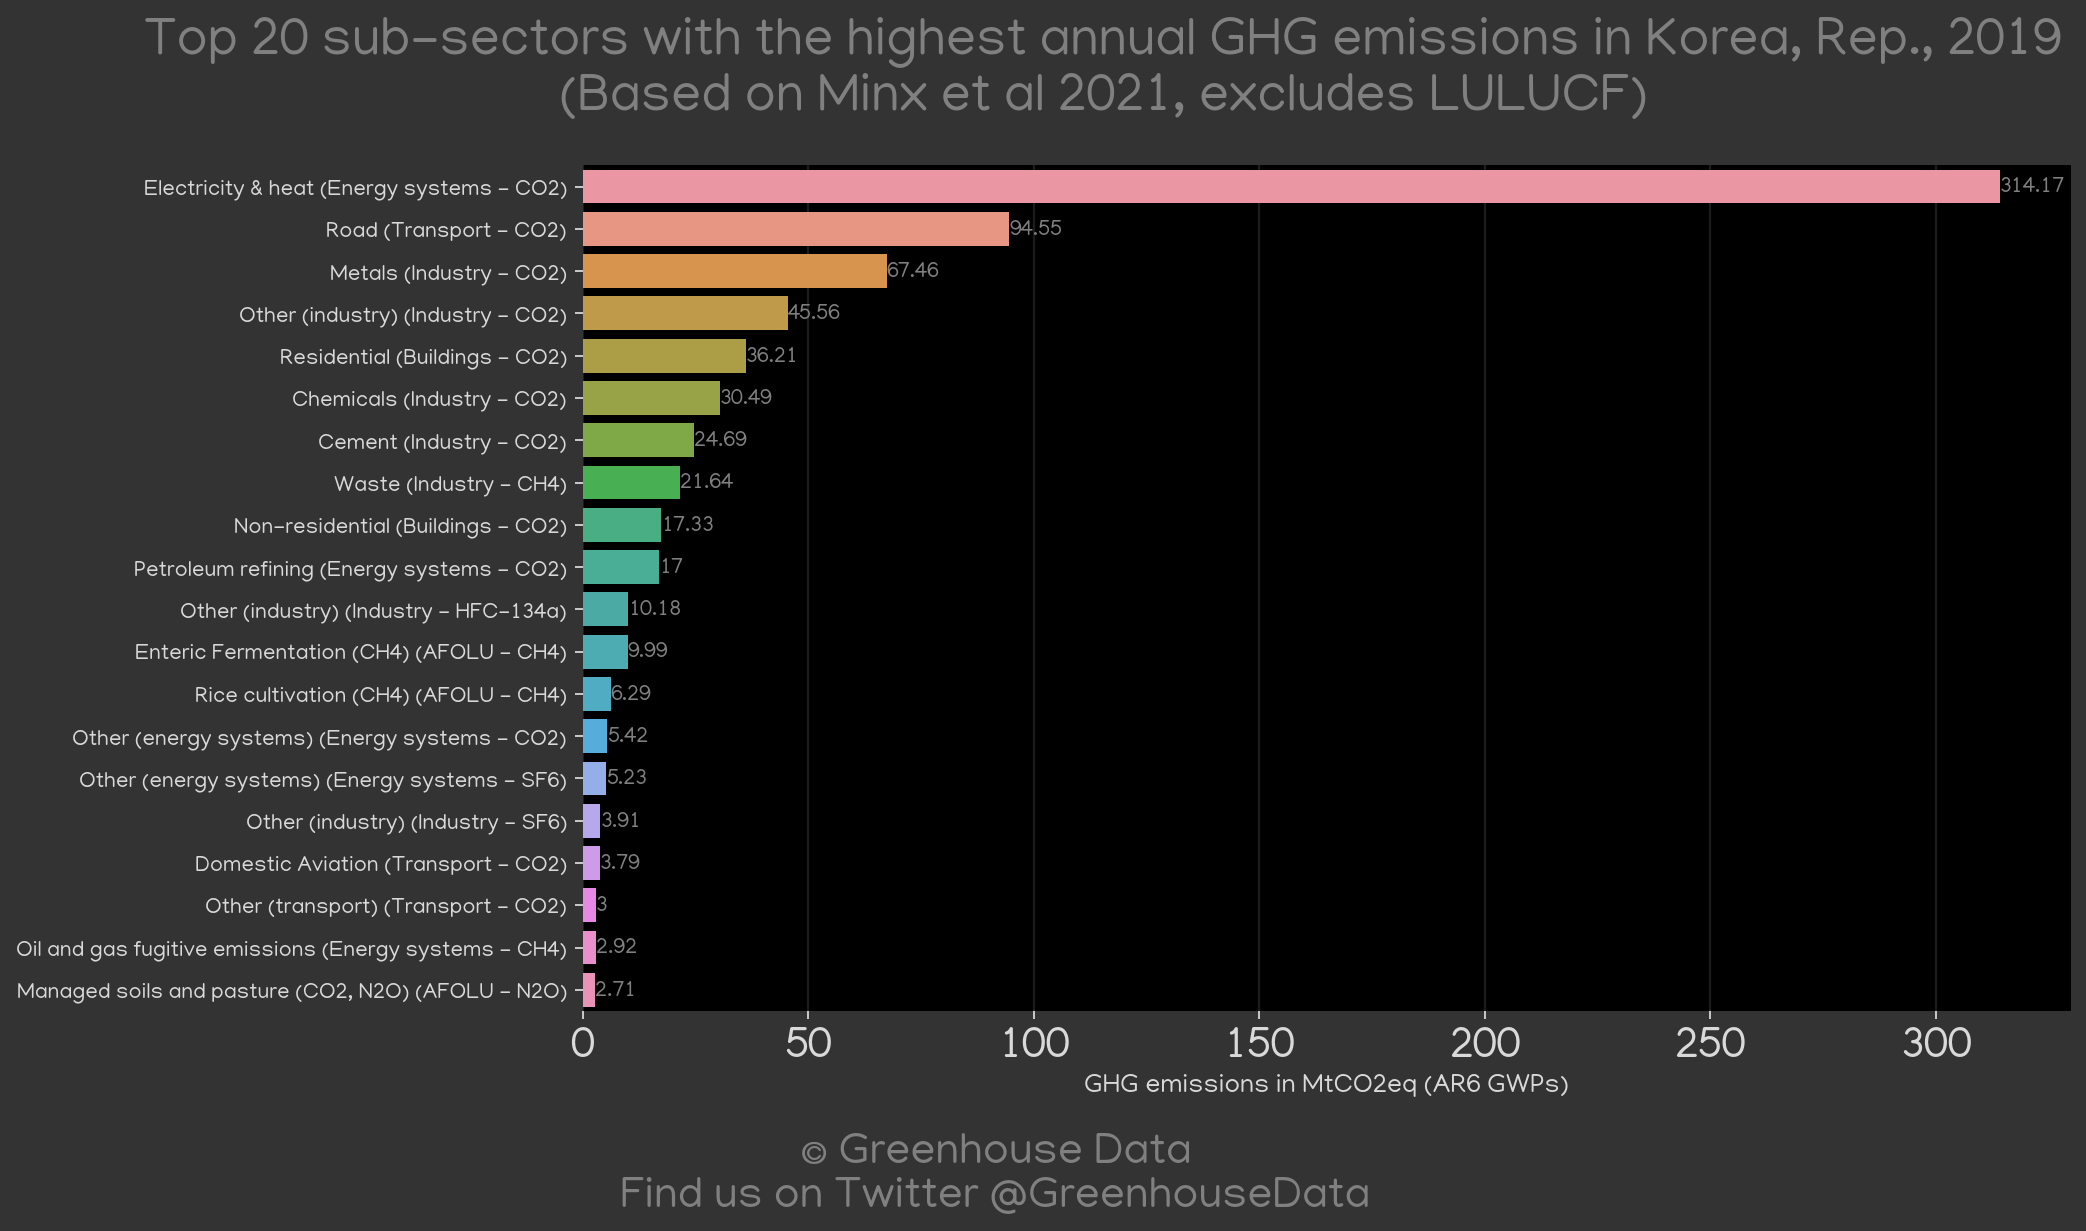 Top 20 sub-sectors with the highest annual GHG emissions in Korea, Rep., 2019
(Based on Minx et al 2021, excludes LULUCF)
Electricity & heat (Energy systems - CO2) 314.17
Road (Transport - CO2) 94.55
Metals (Industry - CO2) 67.46
Other (industry) (Industry - CO2) 45.56
Residential (Buildings - CO2) 36.21
Chemicals (Industry - CO2) 30.49
Cement (Industry - CO2) 24.69
Waste (Industry - CH4) 21.64
Non-residential (Buildings - CO2) 17.33
Petroleum refining (Energy systems - CO2) 17
Other (industry) (Industry - HFC-134a) 10.18
Enteric Fermentation (CH4) (AFOLU - CH4) 9.99
Rice cultivation (CH4) (AFOLU - CH4) 6.29
Other (energy systems) (Energy systems - CO2) 5.42
Other (energy systems) (Energy systems - SF6) 5.23
Other (industry) (Industry - SF6) 3.91
Domestic Aviation (Transport - CO2) 3.79
Other (transport) (Transport - CO2) 3
Oil and gas fugitive emissions (Energy systems - CH4) 2.92
Managed soils and pasture (CO2, N2O) (AFOLU - N2O) 2.71
0 50 100 150 200 250 300
GHG emissions in MtCO2eq (AR6 GWPs)
© Greenhouse Data
Find us on Twitter @GreenhouseData